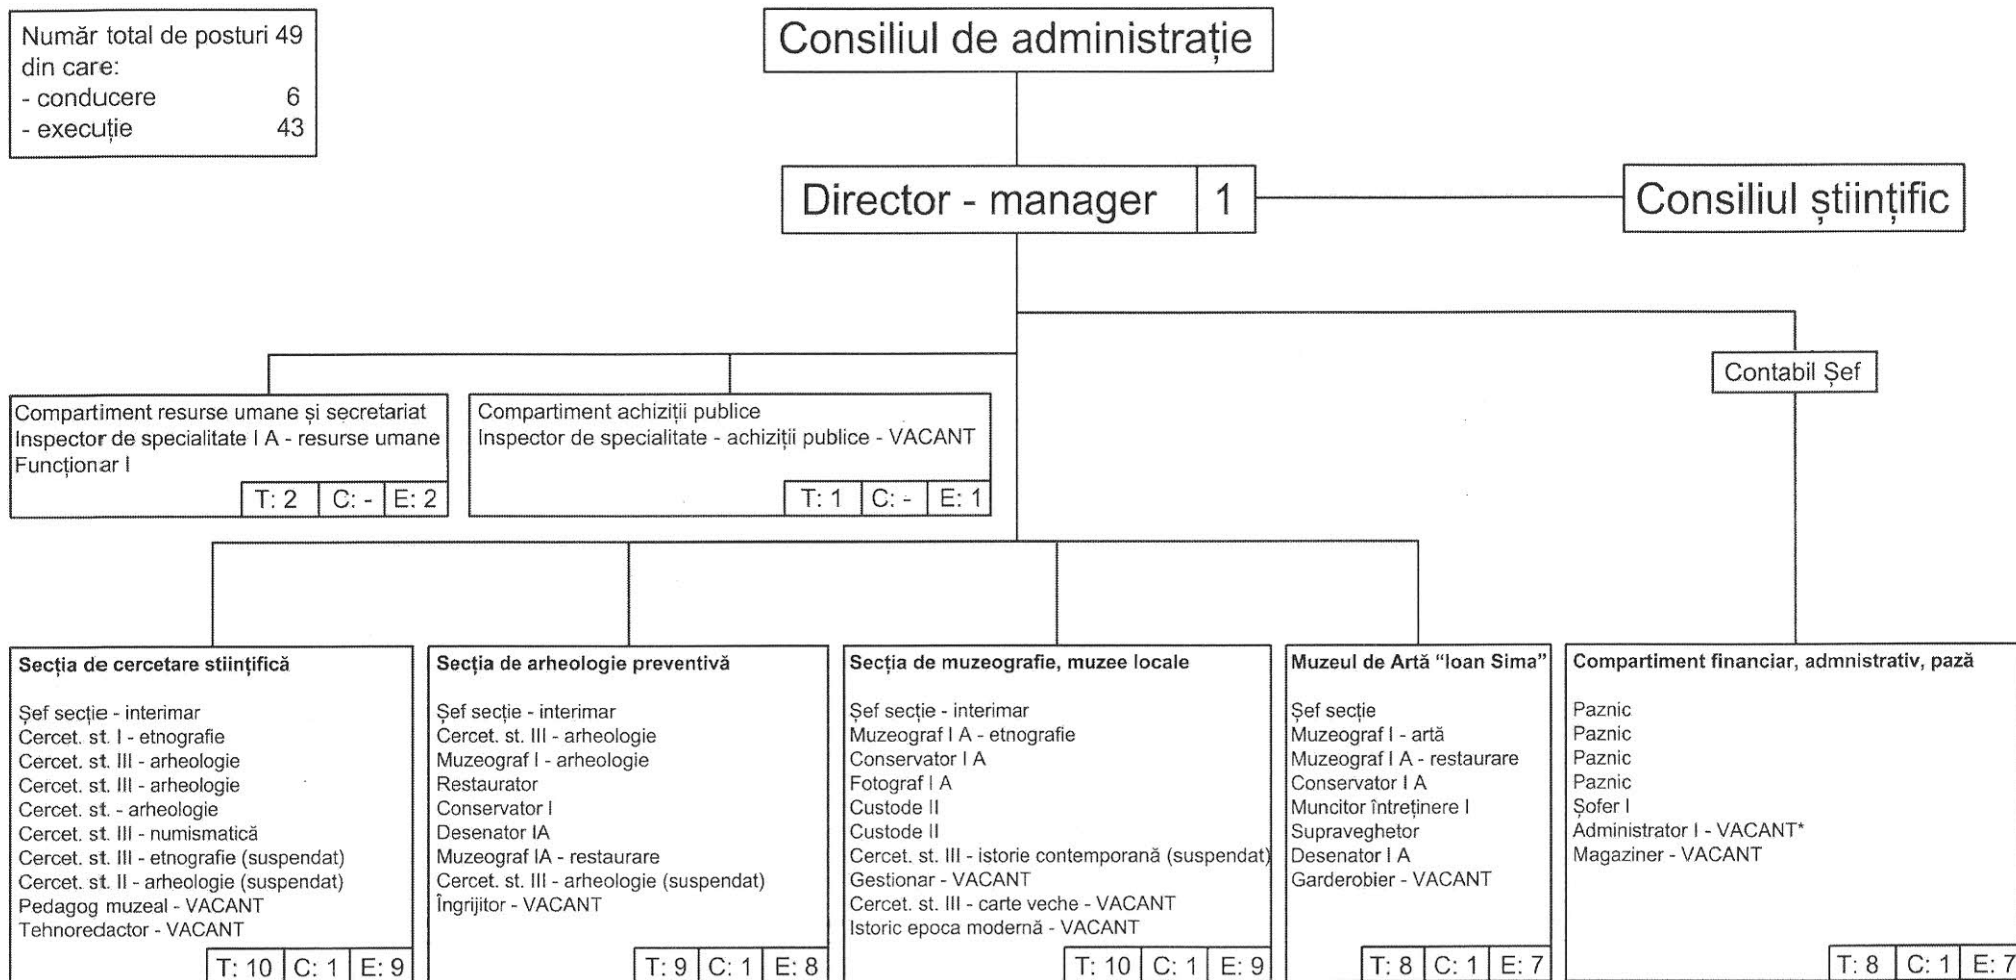 Număr total de posturi 49
din care:
- conducere 6
- execuție 43
Consiliul de administrație
Director - manager 1
Consiliul științific
Contabil Șef
Compartiment resurse umane și secretariat
Inspector de specialitate I A - resurse umane
Funcționar I
T: 2 C: - E: 2
Compartiment achiziții publice
Inspector de specialitate - achiziții publice - VACANT
T: 1 C: - E: 1
Secția de cercetare stiințifică
Șef secție - interimar
Cercet. st. I - etnografie
Cercet. st. III - arheologie
Cercet. st. III - arheologie
Cercet. st. - arheologie
Cercet. st. III - numismatică
Cercet. st. III - etnografie (suspendat)
Cercet. st. II - arheologie (suspendat)
Pedagog muzeal - VACANT
Tehnoredactor - VACANT
T: 10 C: 1 E: 9
Secția de arheologie preventivă
Șef secție - interimar
Cercet. st. III - arheologie
Muzeograf I - arheologie
Restaurator
Conservator I
Desenator IA
Muzeograf IA - restaurare
Cercet. st. III - arheologie (suspendat)
Îngrijitor - VACANT
T: 9 C: 1 E: 8
Secția de muzeografie, muzee locale
Șef secție - interimar
Muzeograf I A - etnografie
Conservator I A
Fotograf I A
Custode II
Custode II
Cercet. st. III - istorie contemporană (suspendat)
Gestionar - VACANT
Cercet. st. III - carte veche - VACANT
Istoric epoca modernă - VACANT
T: 10 C: 1 E: 9
Muzeul de Artă “Ioan Sima”
Șef secție
Muzeograf I - artă
Muzeograf I A - restaurare
Conservator I A
Muncitor întreținere I
Supraveghetor
Desenator I A
Garderobier - VACANT
T: 8 C: 1 E: 7
Compartiment financiar, admnistrativ, pază
Paznic
Paznic
Paznic
Paznic
Șofer I
Administrator I - VACANT*
Magaziner - VACANT
T: 8 C: 1 E: 7